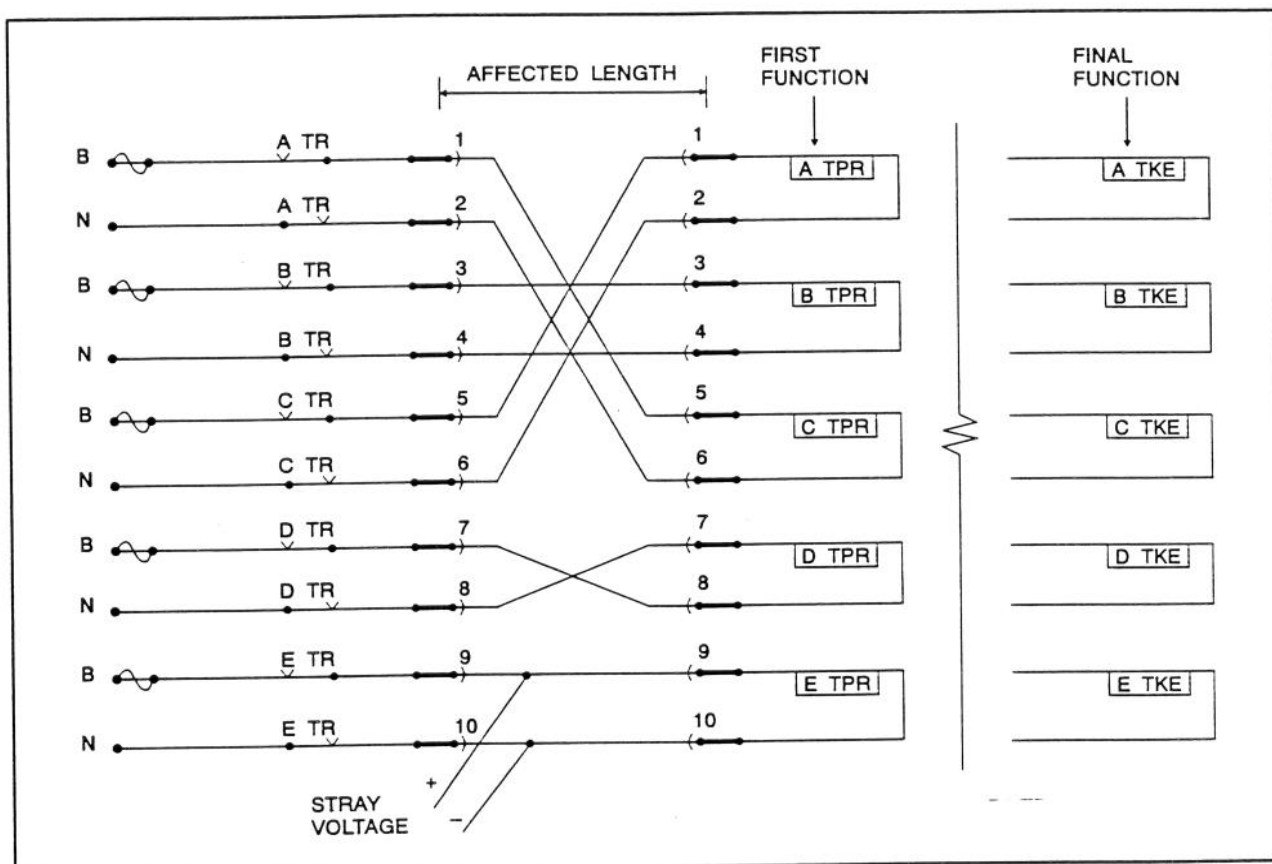 AFFECTED LENGTH
FIRST
FUNCTION
FINAL
FUNCTION
B A TR 1 1 A TPR A TKE
N A TR 2 2
B B TR 3 3 B TPR B TKE
N B TR 4 4
B C TR 5 5 C TPR C TKE
N C TR 6 6
B D TR 7 7 D TPR D TKE
N D TR 8 8
B E TR 9 9 E TPR E TKE
N E TR 10 10
+
STRAY
VOLTAGE −